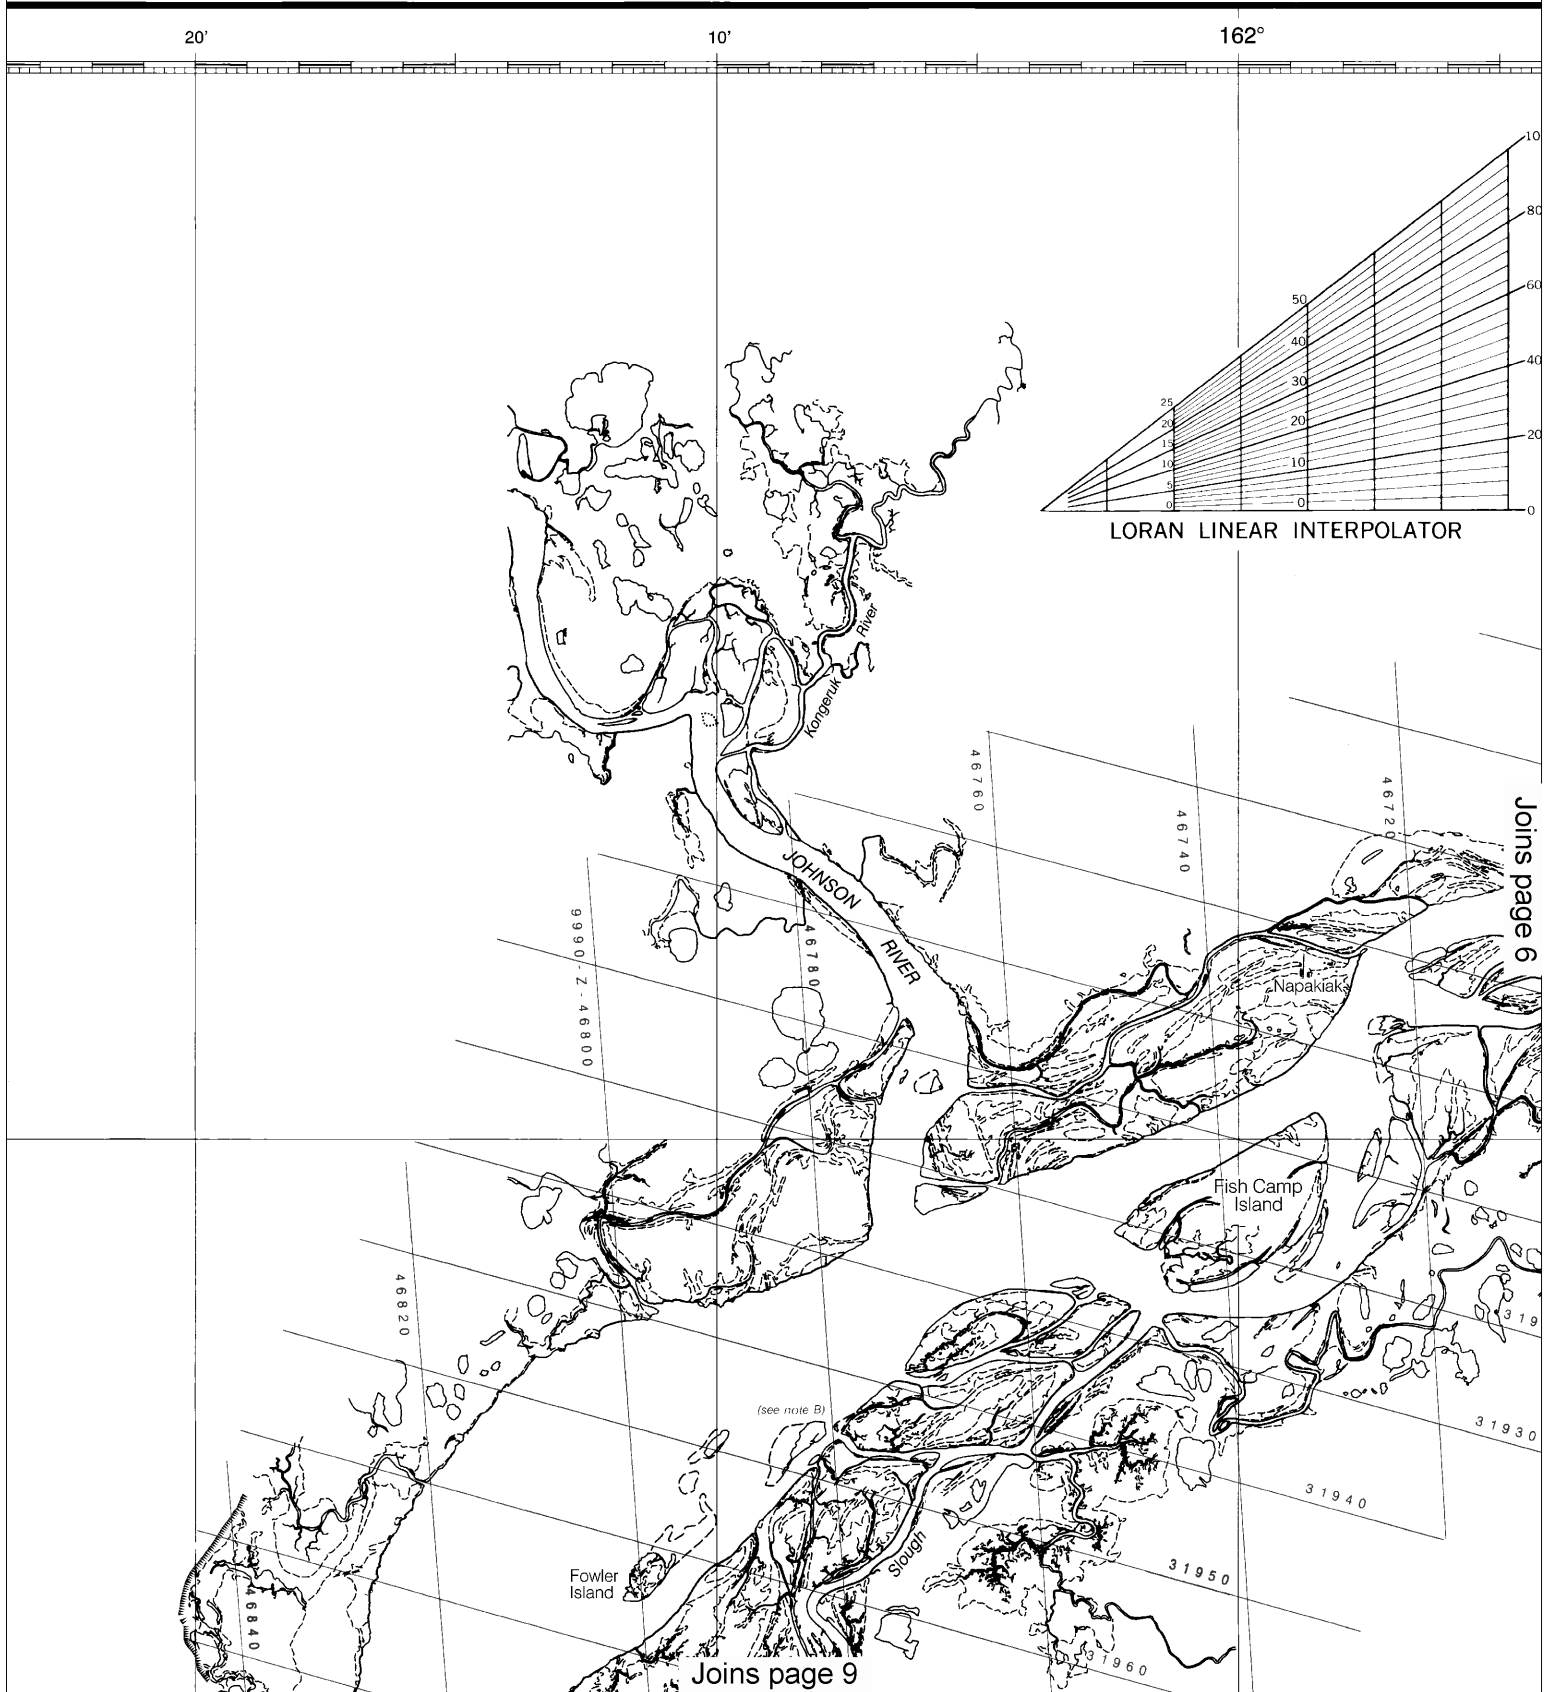 20'
10'
162°
10
80
60
40
20
0
50
40
30
20
10
0
25
20
15
10
5
0
LORAN LINEAR INTERPOLATOR
Kongeruk River
JOHNSON
RIVER
46760
46740
46720
Joins page 6
9990-Z-46800
46780
Napakiak
Fish Camp
Island
46820
319
(see note B)
31930
31940
Slough
31950
Fowler
Island
46840
31960
Joins page 9